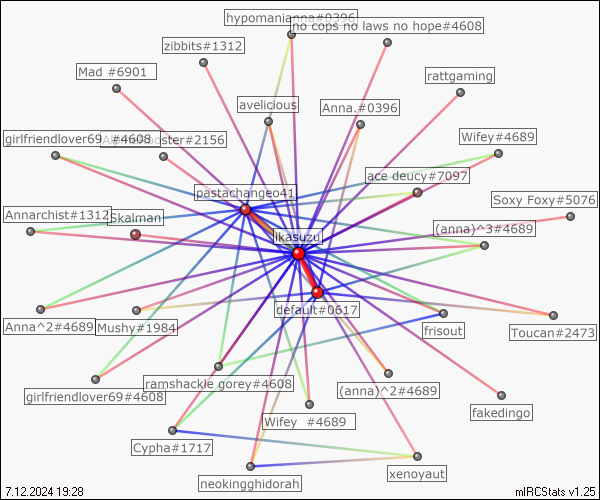 hypomanianna#0396
no cops no laws no hope#4608
zibbits#1312
Mad #6901
rattgaming
avelicious
Anna.#0396
girlfriendlover69 #4608
booster#2156
Wifey#4689
ace deucy#7097
pastachangeo41
Soxy Foxy#5076
Annarchist#1312
Skalman
(anna)^3#4689
ikasuzu
default#0617
Anna^2#4689
Mushy#1984
frisout
Toucan#2473
ramshackle gorey#4608
(anna)^2#4689
girlfriendlover69#4608
Wifey #4689
fakedingo
Cypha#1717
xenoyaut
neokingghidorah
7.12.2024 19:28
mIRCStats v1.25